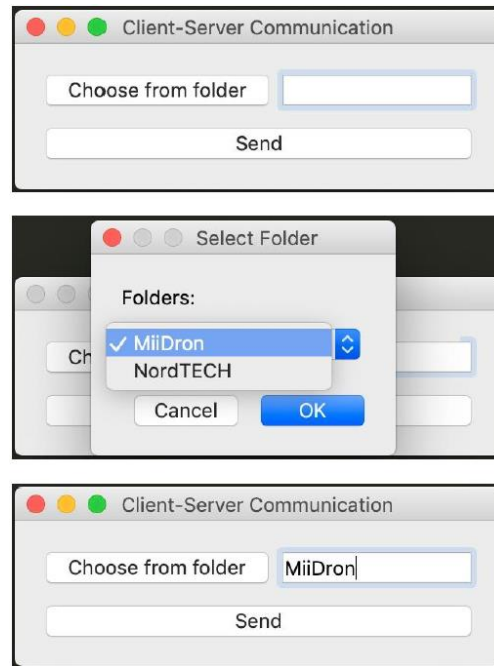 Client-Server Communication
Choose from folder
Send
Select Folder
Folders:
Ch
✓ MiiDron
NordTECH
Cancel OK
Client-Server Communication
Choose from folder MiiDron
Send